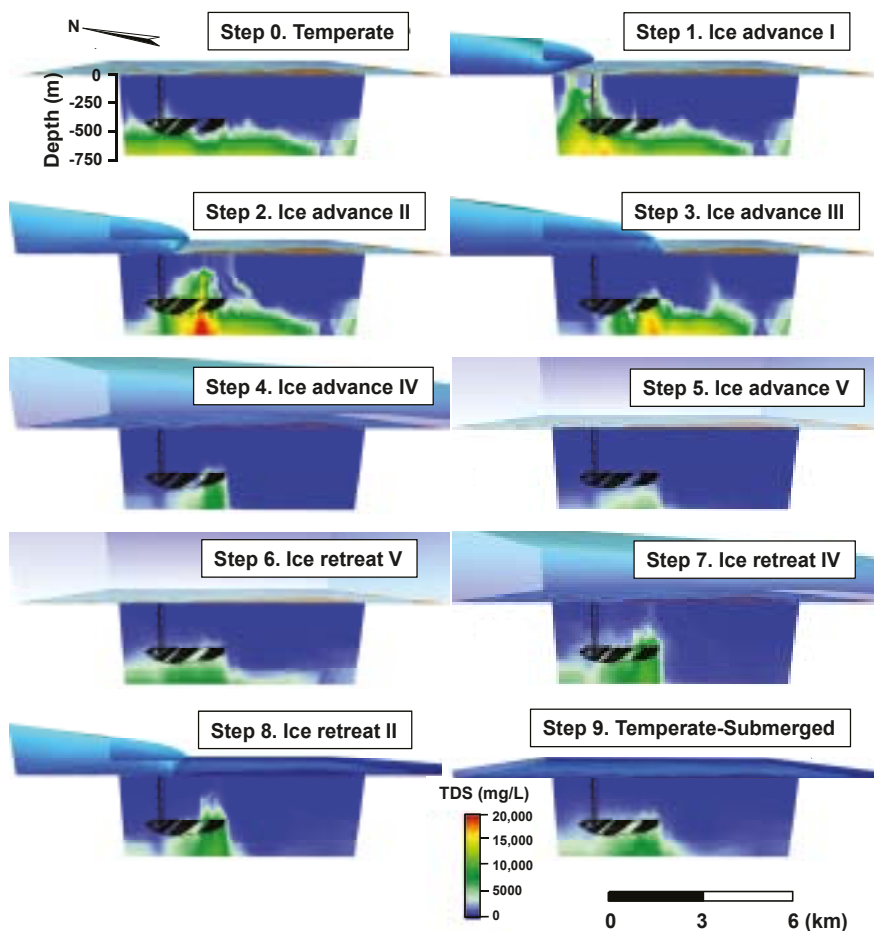 N
Step 0. Temperate
Step 1. Ice advance I
Depth (m)
0
-250
-500
-750
Step 2. Ice advance II
Step 3. Ice advance III
Step 4. Ice advance IV
Step 5. Ice advance V
Step 6. Ice retreat V
Step 7. Ice retreat IV
Step 8. Ice retreat II
Step 9. Temperate-Submerged
TDS (mg/L)
20,000
15,000
10,000
5000
0
0 3 6 (km)